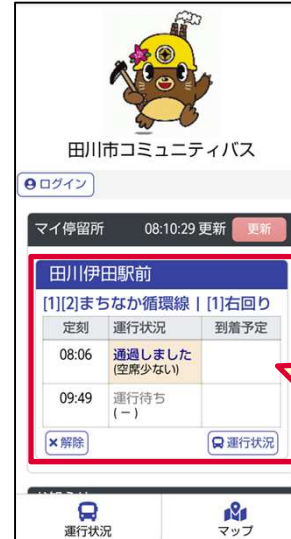 田川市コミュニティバス
ログイン
マイ停留所 08:10:29 更新 更新
田川伊田駅前
[1][2]まちなか循環線 | [1]右回り
定刻 運行状況 到着予定
08:06 通過しました
(空席少ない)
09:49 運行待ち
(－)
×解除 運行状況
運行状況 マップ